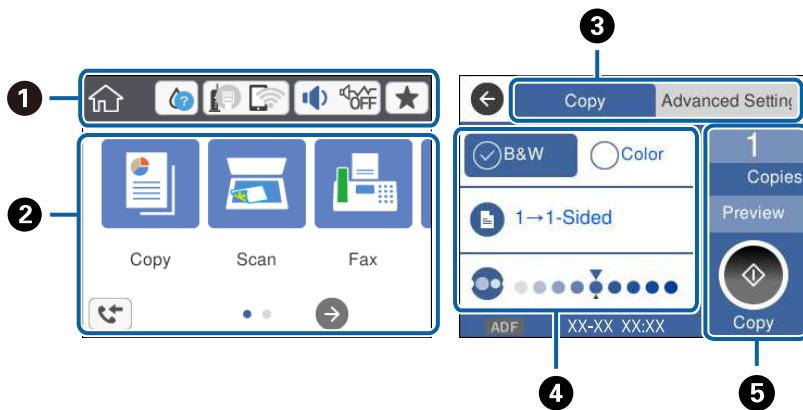 3
1
OFF
Copy
Advanced Setting
2
B&W
Color
1
Copies
1→1-Sided
Preview
Copy
Scan
Fax
ADF
XX-XX XX:XX
Copy
4
5